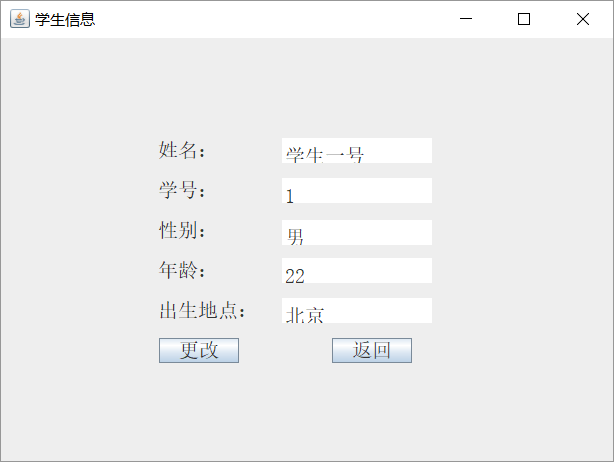 学生信息
姓名： 学生一号
学号： 1
性别： 男
年龄： 22
出生地点： 北京
更改 返回